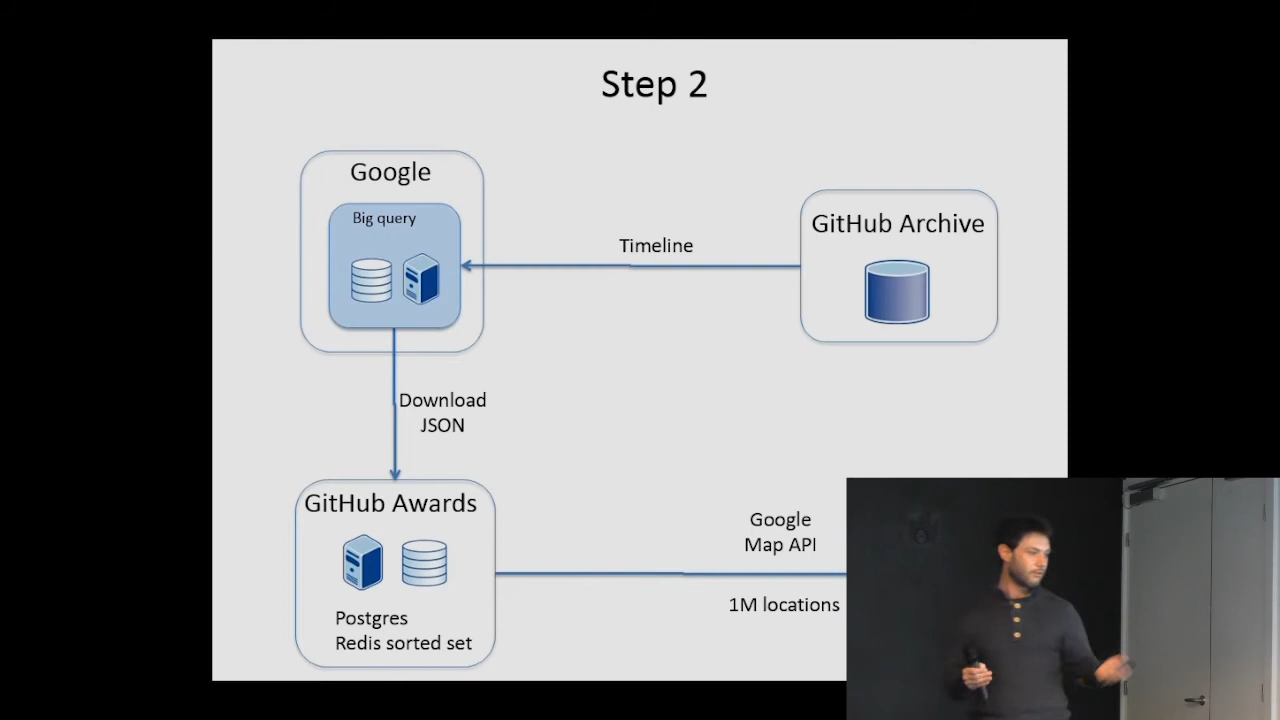 Step 2
Google
Big query
Timeline
GitHub Archive
Download
JSON
GitHub Awards
Postgres
Redis sorted set
Google
Map API
1M locations